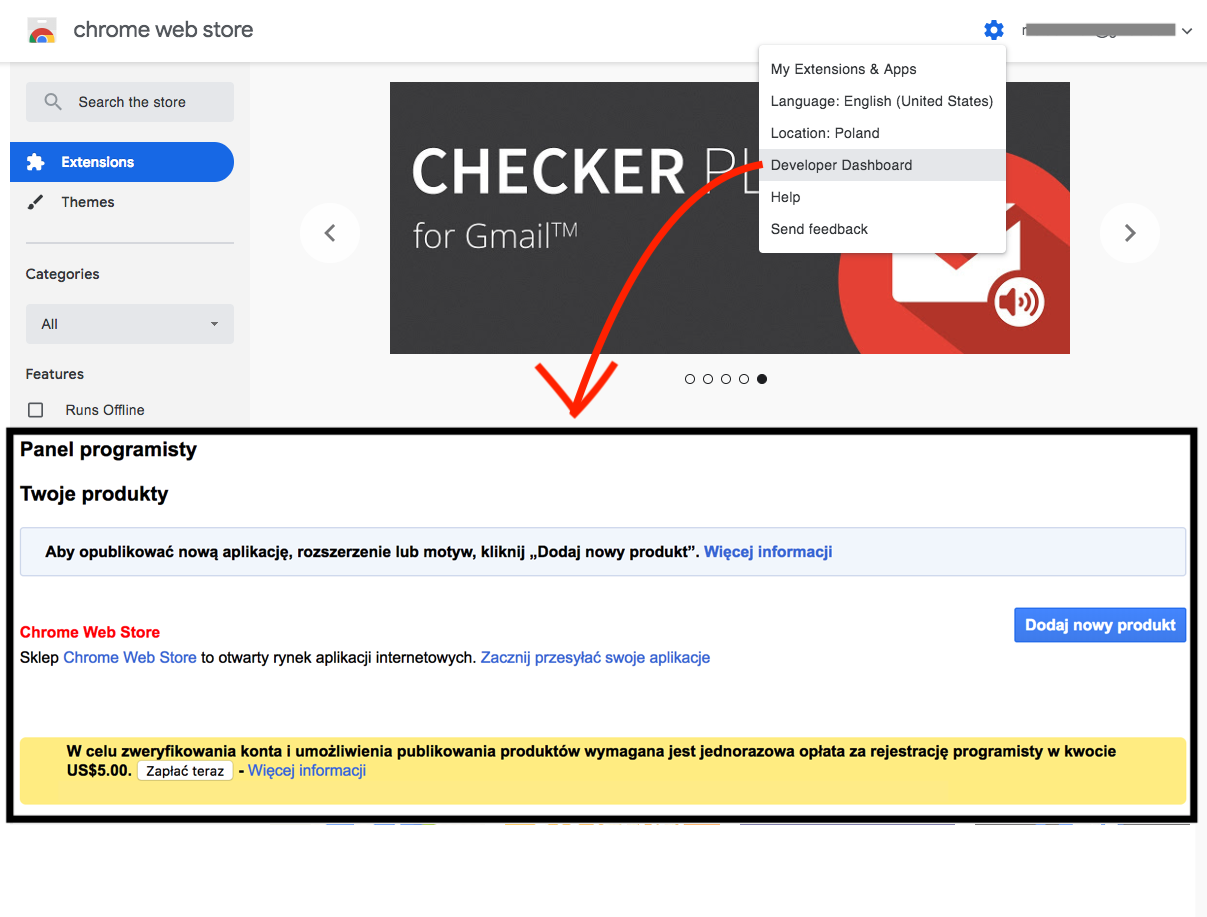 chrome web store
My Extensions & Apps
Search the store
Language: English (United States)
Location: Poland
Extensions
CHECKER PL
Developer Dashboard
Themes
Help
for Gmail™
Send feedback
Categories
All
Features
Runs Offline
Panel programisty
Twoje produkty
Aby opublikować nową aplikację, rozszerzenie lub motyw, kliknij „Dodaj nowy produkt”. Więcej informacji
Dodaj nowy produkt
Chrome Web Store
Sklep Chrome Web Store to otwarty rynek aplikacji internetowych. Zacznij przesyłać swoje aplikacje
W celu zweryfikowania konta i umożliwienia publikowania produktów wymagana jest jednorazowa opłata za rejestrację programisty w kwocie
US$5.00. Zapłać teraz - Więcej informacji